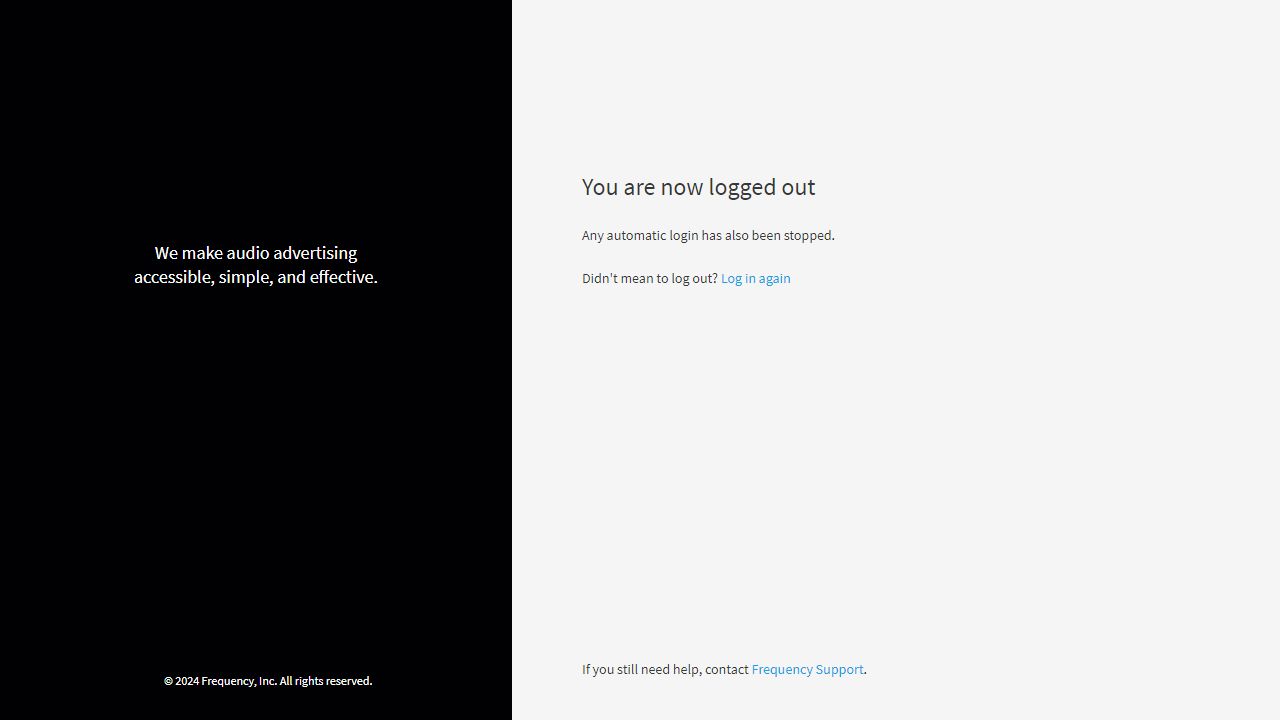 We make audio advertising
accessible, simple, and effective.
© 2024 Frequency, Inc. All rights reserved.
You are now logged out
Any automatic login has also been stopped.
Didn't mean to log out? Log in again
If you still need help, contact Frequency Support.